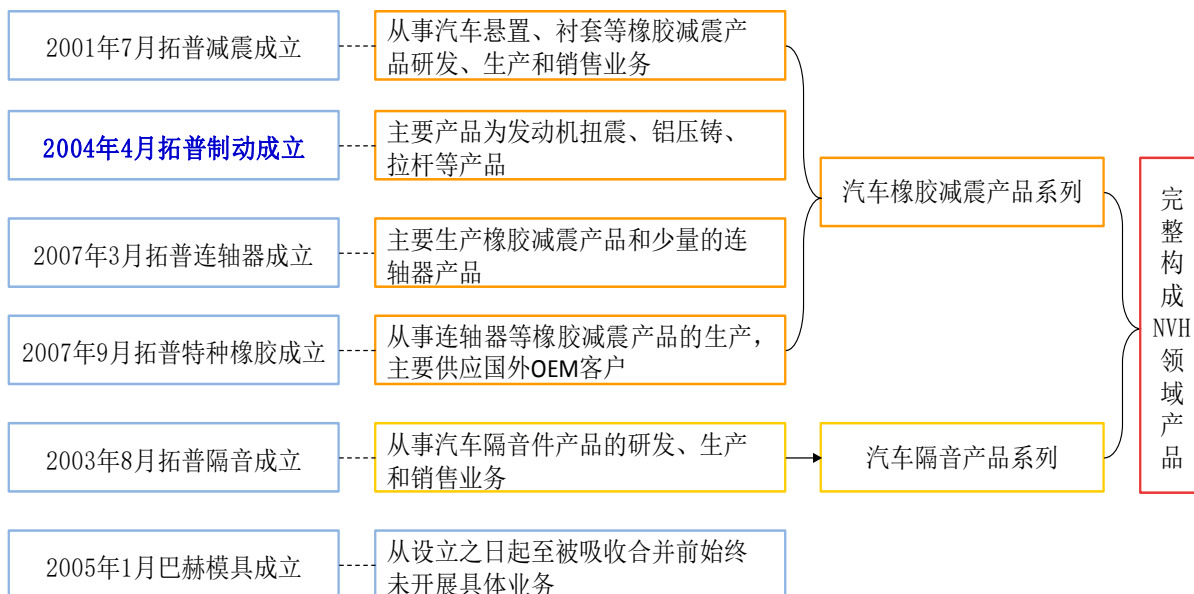 2001年7月拓普减震成立
从事汽车悬置、衬套等橡胶减震产
品研发、生产和销售业务
2004年4月拓普制动成立
主要产品为发动机扭震、铝压铸、
拉杆等产品
2007年3月拓普连轴器成立
主要生产橡胶减震产品和少量的连
轴器产品
2007年9月拓普特种橡胶成立
从事连轴器等橡胶减震产品的生产，
主要供应国外OEM客户
汽车橡胶减震产品系列
2003年8月拓普隔音成立
从事汽车隔音件产品的研发、生产
和销售业务
汽车隔音产品系列
完
整
构
成
NVH
领
域
产
品
2005年1月巴赫模具成立
从设立之日起至被吸收合并前始终
未开展具体业务